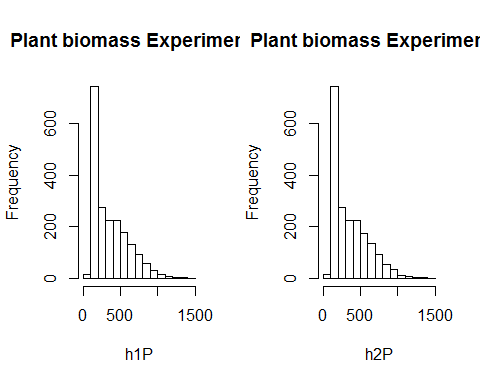 Plant biomass Experimer
Frequency
0 200 400 600
0 500 1500
h1P
Plant biomass Experimer
Frequency
0 200 400 600
0 500 1500
h2P